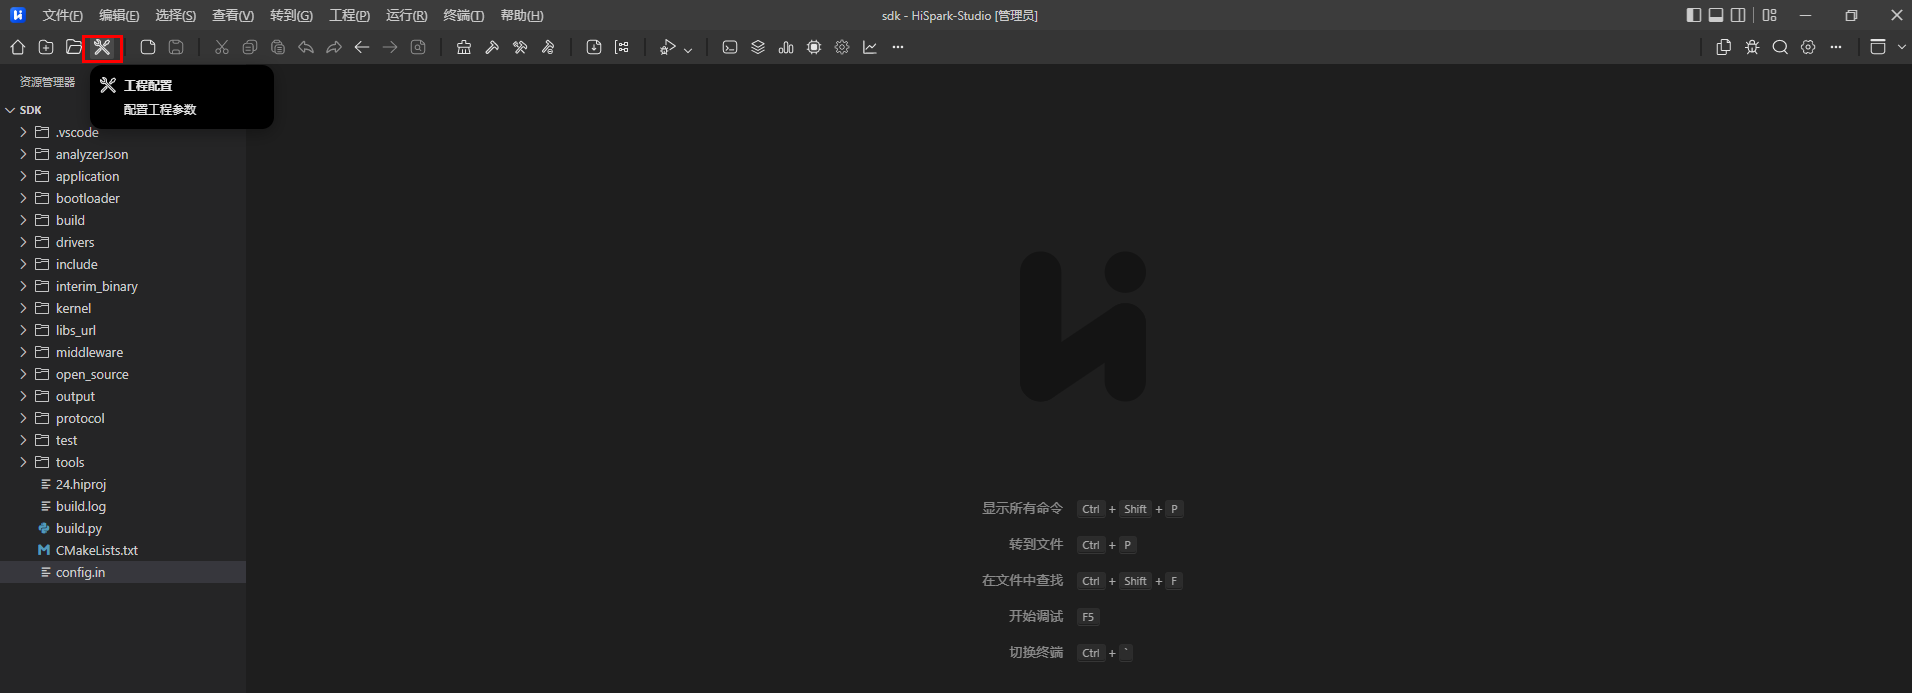 文件(F) 编辑(E) 选择(S) 查看(V) 转到(G) 工程(P) 运行(R) 终端(T) 帮助(H)
sdk - HiSpark-Studio [管理员]
资源管理器
工程配置
配置工程参数
SDK
.vscode
analyzerJson
application
bootloader
build
drivers
include
interim_binary
kernel
libs_url
middleware
open_source
output
protocol
test
tools
24.hiproj
build.log
build.py
CMakeLists.txt
config.in
显示所有命令 Ctrl + Shift + P
转到文件 Ctrl + P
在文件中查找 Ctrl + Shift + F
开始调试 F5
切换终端 Ctrl + `